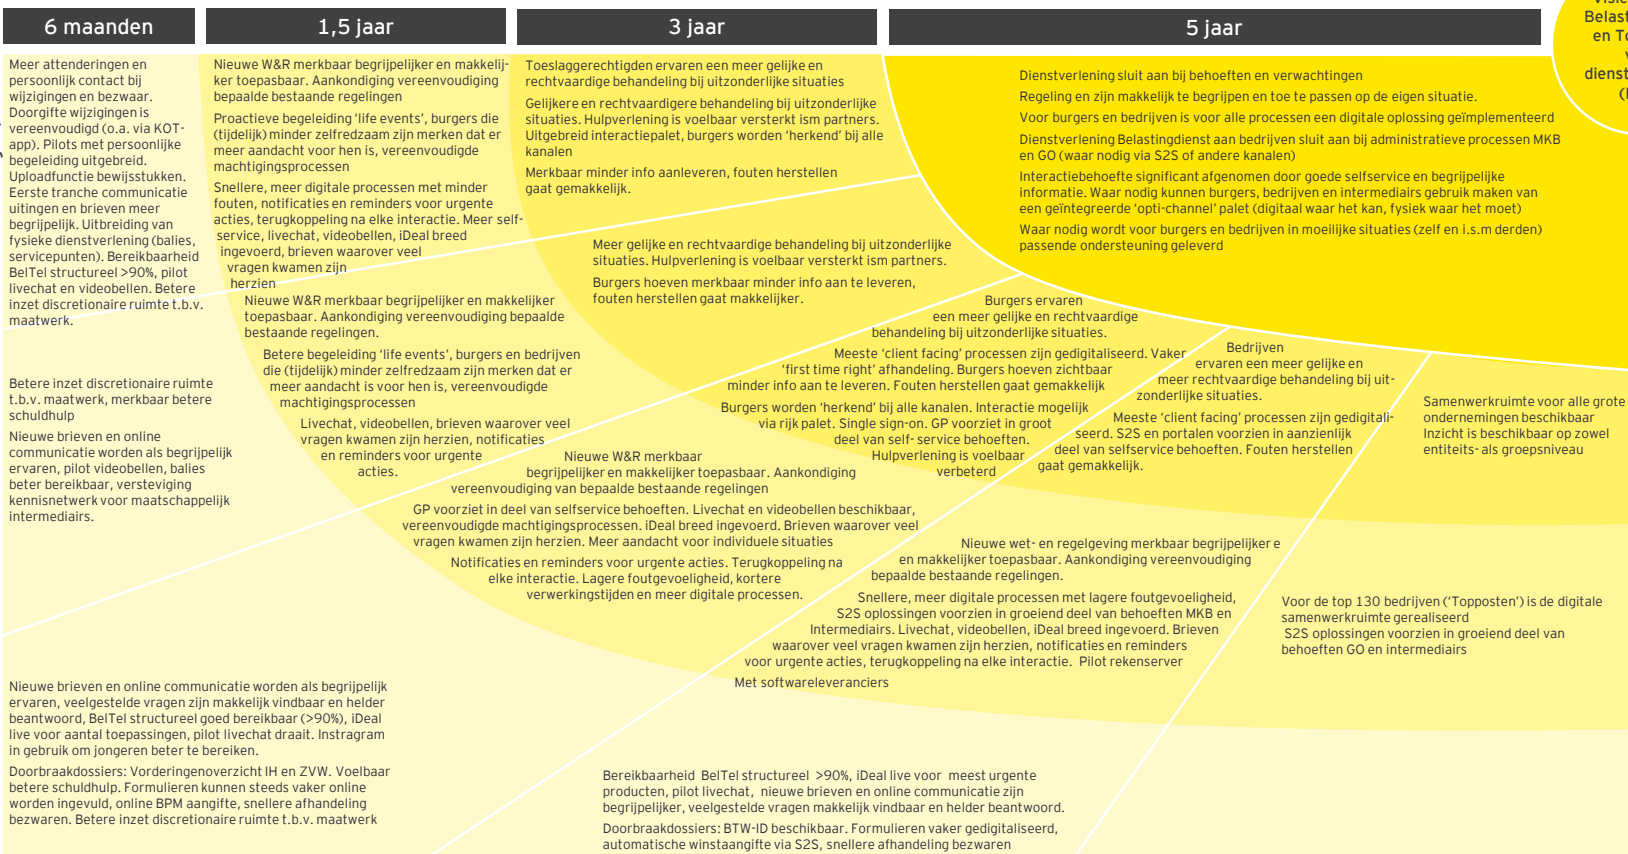 6 maanden
1,5 jaar
3 jaar
5 jaar
Belast
en To
v
dienst
Meer attenderingen en
persoonlijk contact bij
wijzigingen en bezwaar.
Doorgifte wijzigingen is
vereenvoudigd (o.a. via KOT-
app). Pilots met persoonlijke
begeleiding uitgebreid.
Uploadfunctie bewijsstukken.
Eerste tranche communicatie
uitingen en brieven meer
begrijpelijk. Uitbreiding van
fysieke dienstverlening (balies,
servicepunten). Bereikbaarheid
BelTel structureel >90%, pilot
livechat en videobellen. Betere
inzet discretionaire ruimte t.b.v.
maatwerk.
Nieuwe W&R merkbaar begrijpelijker en makkelij-
ker toepasbaar. Aankondiging vereenvoudiging
bepaalde bestaande regelingen
Proactieve begeleiding ‘life events’, burgers die
(tijdelijk) minder zelfredzaam zijn merken dat er
meer aandacht voor hen is, vereenvoudigde
machtigingsprocessen
Snellere, meer digitale processen met minder
fouten, notificaties en reminders voor urgente
acties, terugkoppeling na elke interactie. Meer self-
service, livechat, videobellen, iDeal breed
ingevoerd, brieven waarover veel
vragen kwamen zijn
herzien
Toeslaggerechtigden ervaren een meer gelijke en
rechtvaardige behandeling bij uitzonderlijke situaties
Gelijkere en rechtvaardigere behandeling bij uitzonderlijke
situaties. Hulpverlening is voelbaar versterkt ism partners.
Uitgebreid interactiepalet, burgers worden ‘herkend’ bij alle
kanalen
Merkbaar minder info aanleveren, fouten herstellen
gaat gemakkelijk.
Dienstverlening sluit aan bij behoeften en verwachtingen
Regeling en zijn makkelijk te begrijpen en toe te passen op de eigen situatie.
Voor burgers en bedrijven is voor alle processen een digitale oplossing geïmplementeerd
Dienstverlening Belastingdienst aan bedrijven sluit aan bij administratieve processen MKB
en GO (waar nodig via S2S of andere kanalen)
Interactiebehoefte significant afgenomen door goede selfservice en begrijpelijke
informatie. Waar nodig kunnen burgers, bedrijven en intermediairs gebruik maken van
een geïntegreerde ‘opti-channel’ palet (digitaal waar het kan, fysiek waar het moet)
Waar nodig wordt voor burgers en bedrijven in moeilijke situaties (zelf en i.s.m derden)
passende ondersteuning geleverd
Betere inzet discretionaire ruimte
t.b.v. maatwerk, merkbaar betere
schuldhulp
Nieuwe brieven en online
communicatie worden als begrijpelijk
ervaren, pilot videobellen, balies
beter bereikbaar, versteviging
kennisnetwerk voor maatschappelijk
intermediairs.
Nieuwe W&R merkbaar begrijpelijker en makkelijker
toepasbaar. Aankondiging vereenvoudiging bepaalde
bestaande regelingen.
Betere begeleiding ‘life events’, burgers en bedrijven
die (tijdelijk) minder zelfredzaam zijn merken dat er
meer aandacht is voor hen is, vereenvoudigde
machtigingsprocessen
Livechat, videobellen, brieven waarover veel
vragen kwamen zijn herzien, notificaties
en reminders voor urgente
acties.
Meer gelijke en rechtvaardige behandeling bij uitzonderlijke
situaties. Hulpverlening is voelbaar versterkt ism partners.
Burgers hoeven merkbaar minder info aan te leveren,
fouten herstellen gaat makkelijker.
Burgers ervaren
een meer gelijke en rechtvaardige
behandeling bij uitzonderlijke situaties.
Meeste ‘client facing’ processen zijn gedigitaliseerd. Vaker
‘first time right’ afhandeling. Burgers hoeven zichtbaar
minder info aan te leveren. Fouten herstellen gaat gemakkelijk
Burgers worden ‘herkend’ bij alle kanalen. Interactie mogelijk
via rijk palet. Single sign-on. GP voorziet in groot
deel van self- service behoeften.
Hulpverlening is voelbaar
verbeterd
Bedrijven
ervaren een meer gelijke en
meer rechtvaardige behandeling bij uit-
zonderlijke situaties.
Meeste ‘client facing’ processen zijn gedigitali-
seerd. S2S en portalen voorzien in aanzienlijk
deel van selfservice behoeften. Fouten herstellen
gaat gemakkelijk.
Samenwerkruimte voor alle grote
ondernemingen beschikbaar
Inzicht is beschikbaar op zowel
entiteits- als groepsniveau
Nieuwe W&R merkbaar
begrijpelijker en makkelijker toepasbaar. Aankondiging
vereenvoudiging van bepaalde bestaande regelingen
GP voorziet in deel van selfservice behoeften. Livechat en videobellen beschikbaar,
vereenvoudigde machtigingsprocessen. iDeal breed ingevoerd. Brieven waarover veel
vragen kwamen zijn herzien. Meer aandacht voor individuele situaties
Notificaties en reminders voor urgente acties. Terugkoppeling na
elke interactie. Lagere foutgevoeligheid, kortere
verwerkingstijden en meer digitale processen.
Nieuwe wet- en regelgeving merkbaar begrijpelijker e
en makkelijker toepasbaar. Aankondiging vereenvoudiging
bepaalde bestaande regelingen.
Snellere, meer digitale processen met lagere foutgevoeligheid,
S2S oplossingen voorzien in groeiend deel van behoeften MKB en
Intermediairs. Livechat, videobellen, iDeal breed ingevoerd. Brieven
waarover veel vragen kwamen zijn herzien, notificaties en reminders
voor urgente acties, terugkoppeling na elke interactie. Pilot rekenserver
Met softwareleveranciers
Voor de top 130 bedrijven (‘Topposten’) is de digitale
samenwerkruimte gerealiseerd
S2S oplossingen voorzien in groeiend deel van
behoeften GO en intermediairs
Nieuwe brieven en online communicatie worden als begrijpelijk
ervaren, veelgestelde vragen zijn makkelijk vindbaar en helder
beantwoord, BelTel structureel goed bereikbaar (>90%), iDeal
live voor aantal toepassingen, pilot livechat draait. Instragram
in gebruik om jongeren beter te bereiken.
Doorbraakdossiers: Vorderingenoverzicht IH en ZVW. Voelbaar
betere schuldhulp. Formulieren kunnen steeds vaker online
worden ingevuld, online BPM aangifte, snellere afhandeling
bezwaren. Betere inzet discretionaire ruimte t.b.v. maatwerk
Bereikbaarheid BelTel structureel >90%, iDeal live voor meest urgente
producten, pilot livechat, nieuwe brieven en online communicatie zijn
begrijpelijker, veelgestelde vragen makkelijk vindbaar en helder beantwoord.
Doorbraakdossiers: BTW-ID beschikbaar. Formulieren vaker gedigitaliseerd,
automatische winstaangifte via S2S, snellere afhandeling bezwaren